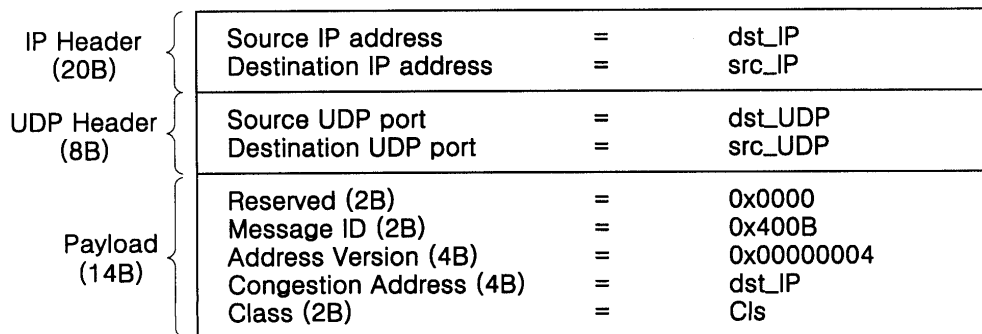 IP Header
(20B)
Source IP address = dst_IP
Destination IP address = src_IP
UDP Header
(8B)
Source UDP port = dst_UDP
Destination UDP port = src_UDP
Payload
(14B)
Reserved (2B) = 0x0000
Message ID (2B) = 0x400B
Address Version (4B) = 0x00000004
Congestion Address (4B) = dst_IP
Class (2B) = Cls